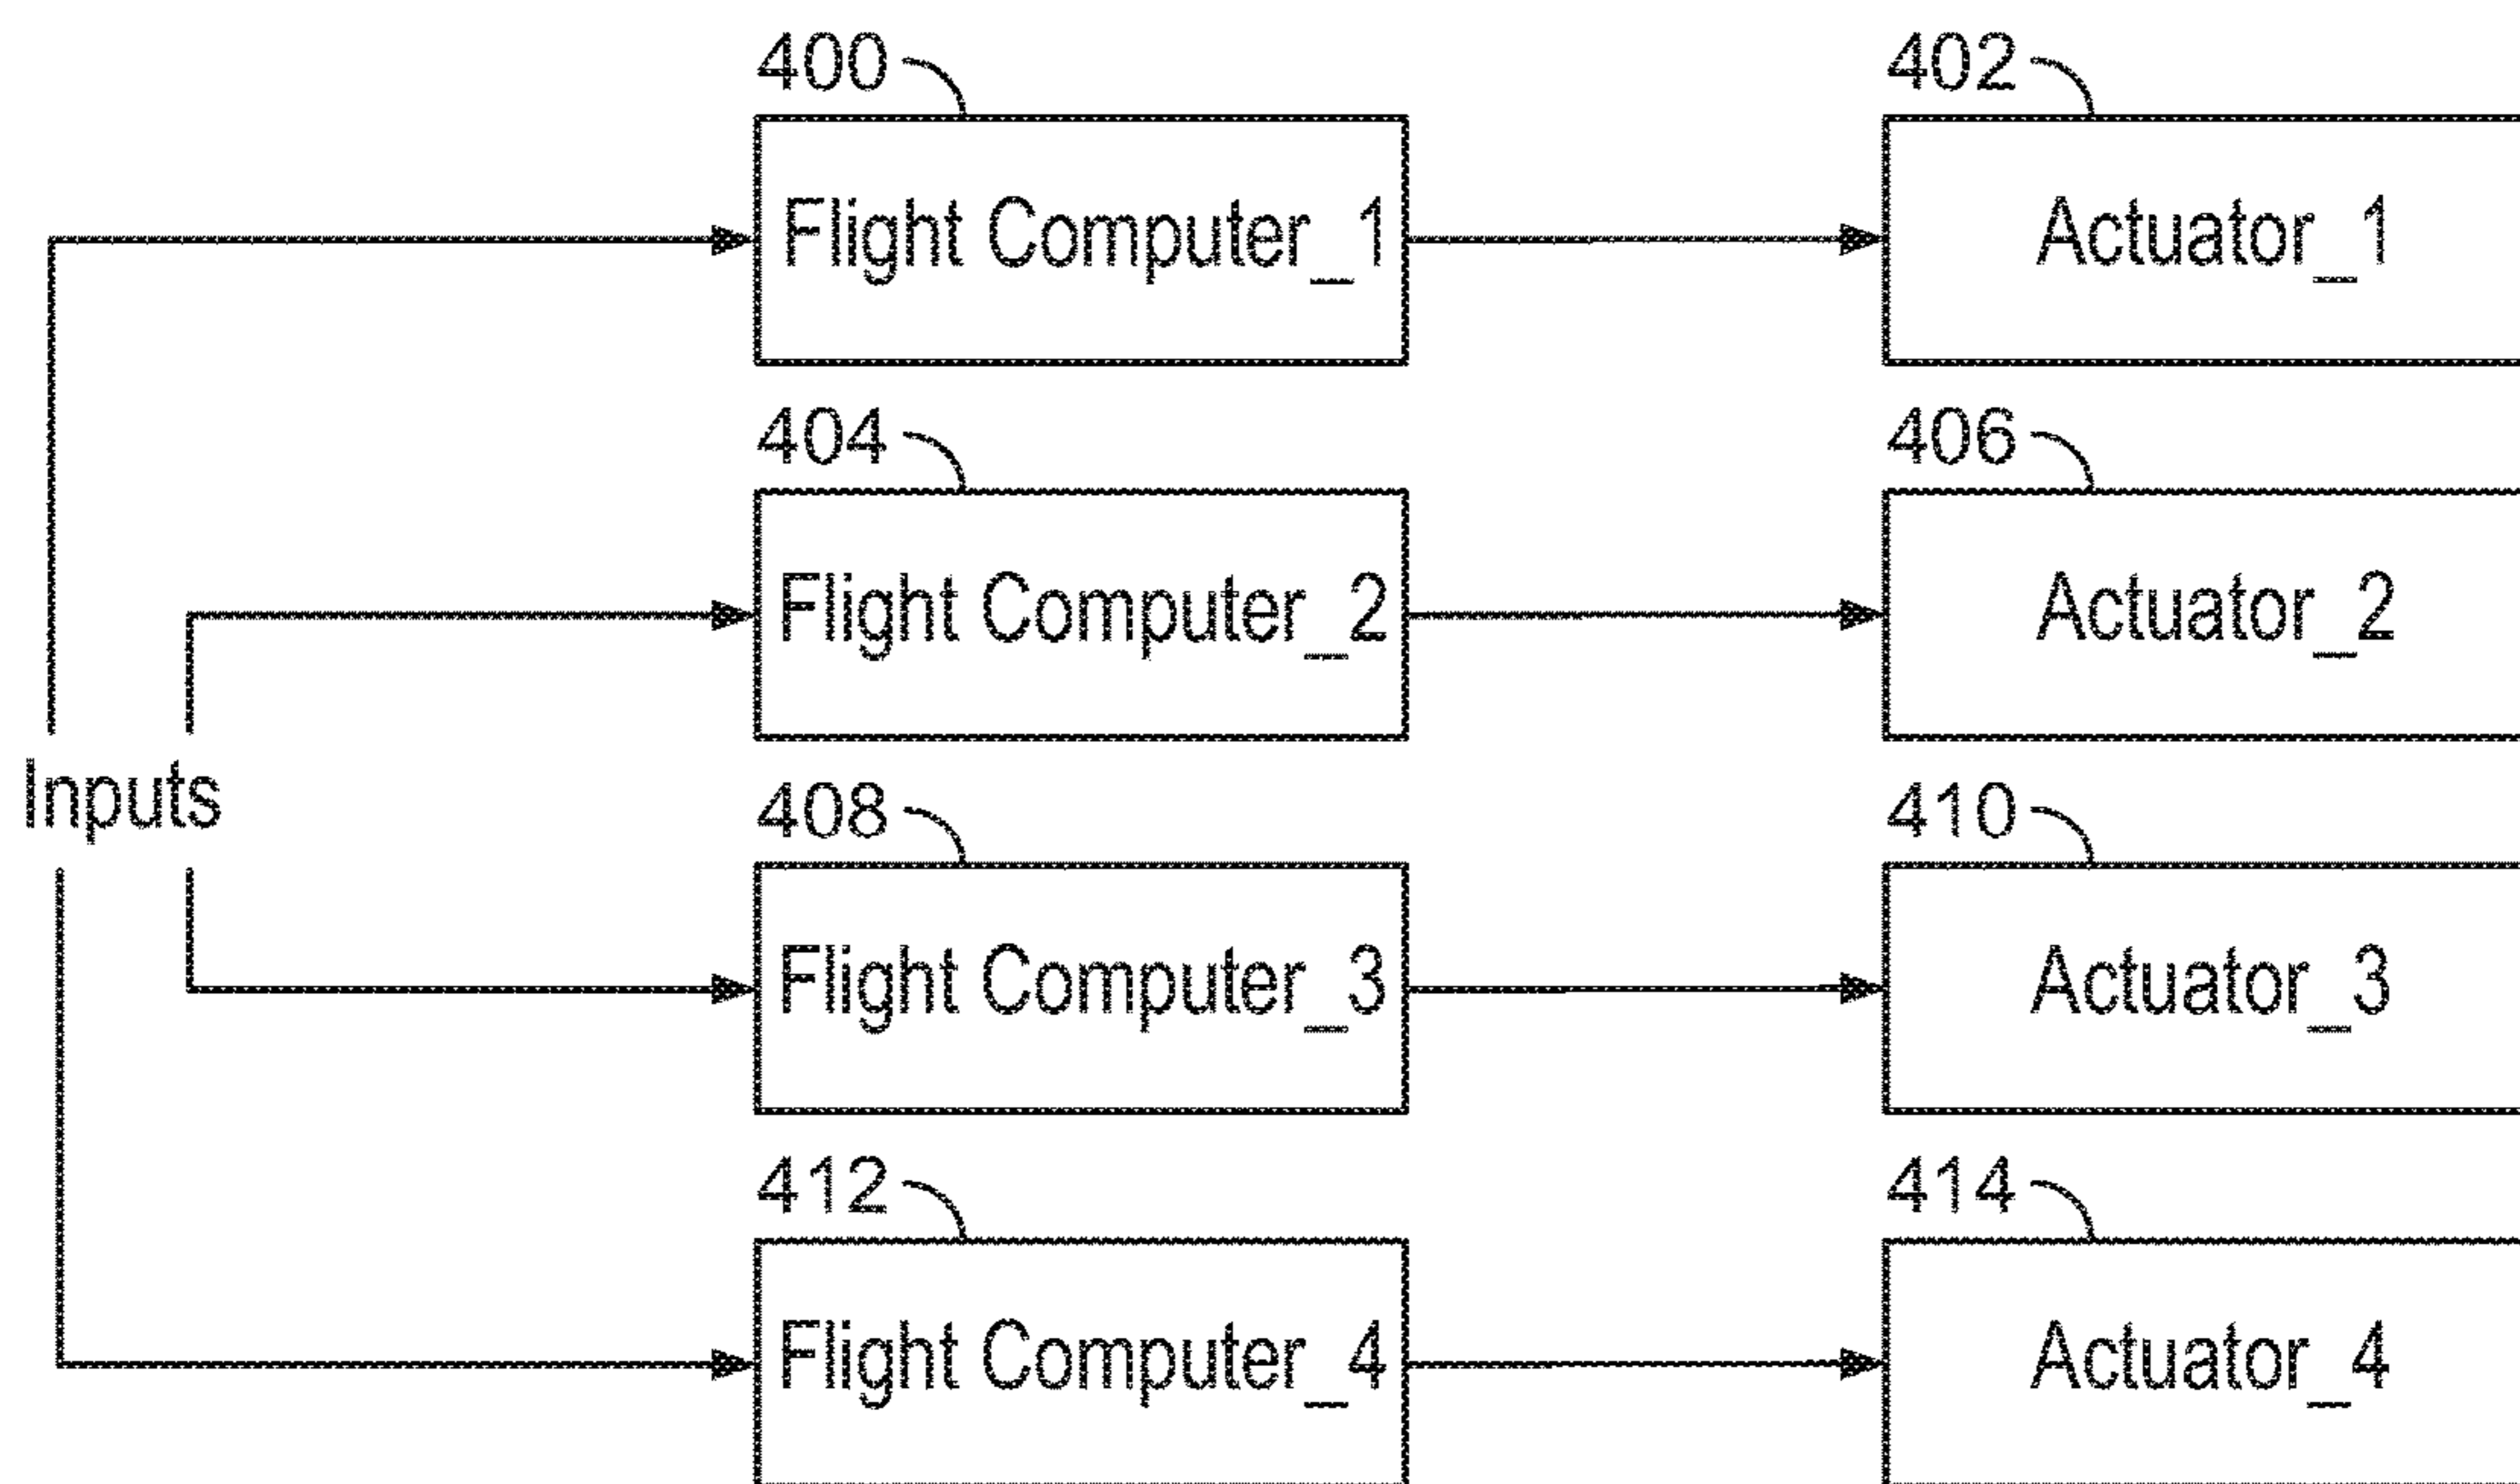 400
402
Flight Computer_1
Actuator_1
404
406
Flight Computer_2
Actuator_2
Inputs
408
410
Flight Computer_3
Actuator_3
412
414
Flight Computer_4
Actuator_4